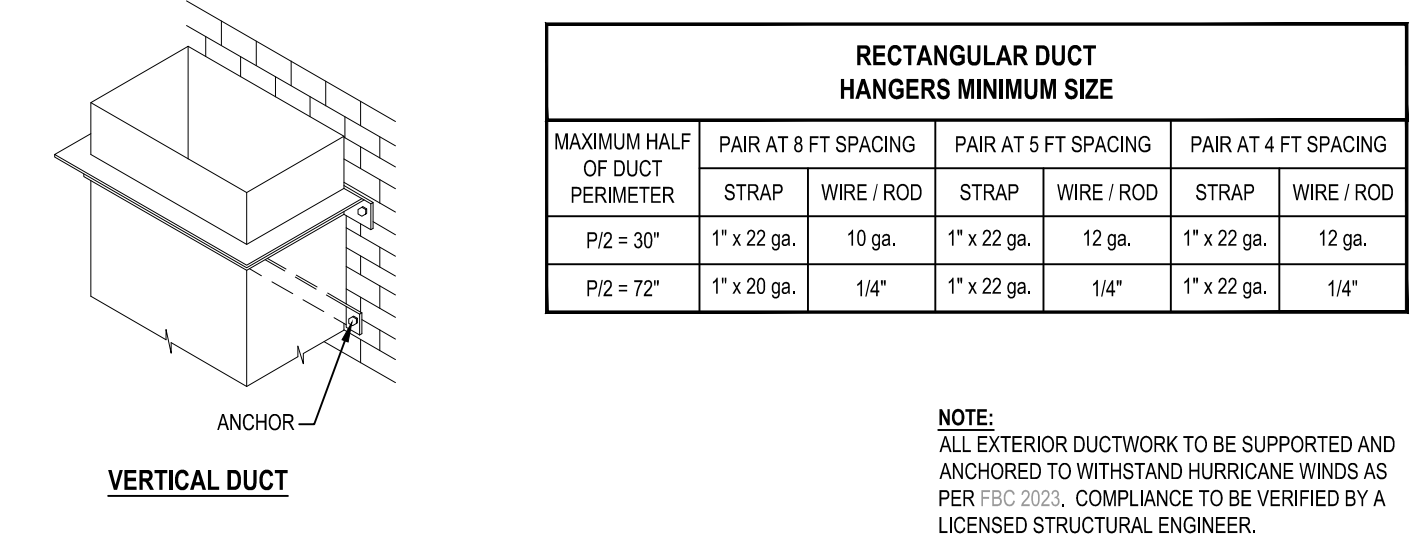 RECTANGULAR DUCT
HANGERS MINIMUM SIZE
MAXIMUM HALF
OF DUCT
PERIMETER
PAIR AT 8 FT SPACING PAIR AT 5 FT SPACING PAIR AT 4 FT SPACING
STRAP WIRE / ROD STRAP WIRE / ROD STRAP WIRE / ROD
P/2 = 30" 1" x 22 ga. 10 ga. 1" x 22 ga. 12 ga. 1" x 22 ga. 12 ga.
P/2 = 72" 1" x 20 ga. 1/4" 1" x 22 ga. 1/4" 1" x 22 ga. 1/4"
ANCHOR
VERTICAL DUCT
NOTE:
ALL EXTERIOR DUCTWORK TO BE SUPPORTED AND
ANCHORED TO WITHSTAND HURRICANE WINDS AS
PER FBC 2023. COMPLIANCE TO BE VERIFIED BY A
LICENSED STRUCTURAL ENGINEER.